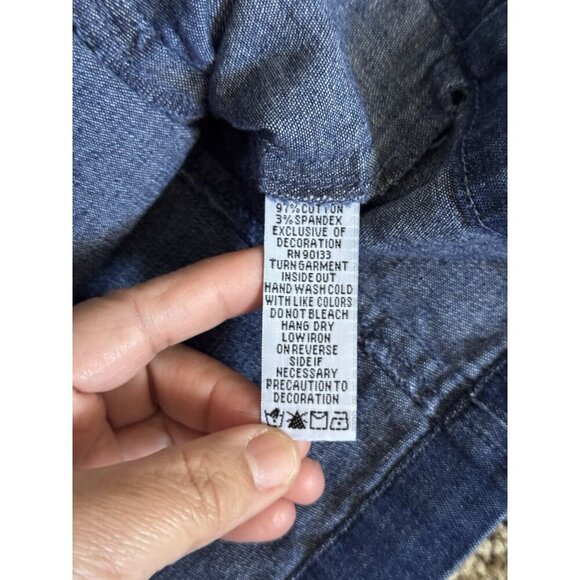 97% COTTON
3% SPANDEX
EXCLUSIVE OF
DECORATION
RN 90133
TURN GARMENT
INSIDE OUT
HAND WASH COLD
WITH LIKE COLORS
DO NOT BLEACH
HANG DRY
LOW IRON
ON REVERSE
SIDE IF
NECESSARY
PRECAUTION TO
DECORATION